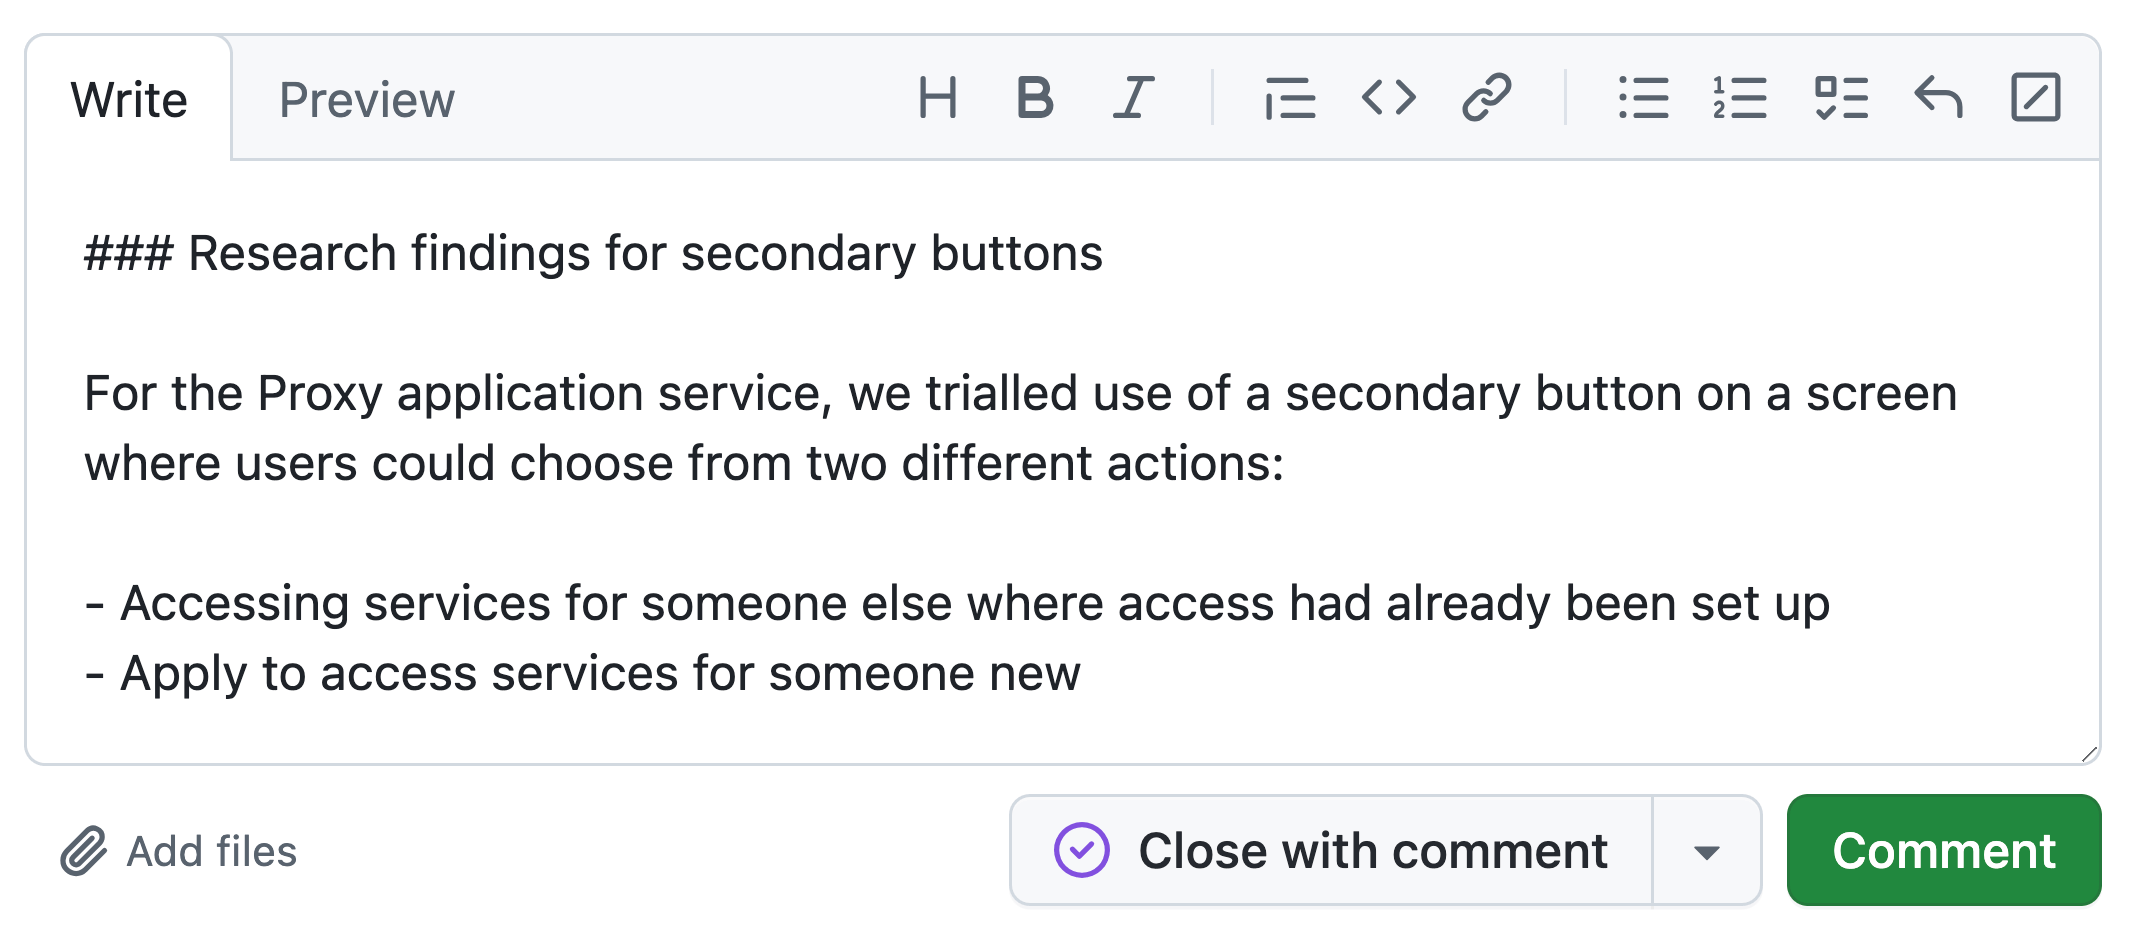 Write Preview
### Research findings for secondary buttons
For the Proxy application service, we trialled use of a secondary button on a screen
where users could choose from two different actions:
- Accessing services for someone else where access had already been set up
- Apply to access services for someone new
Add files Close with comment Comment